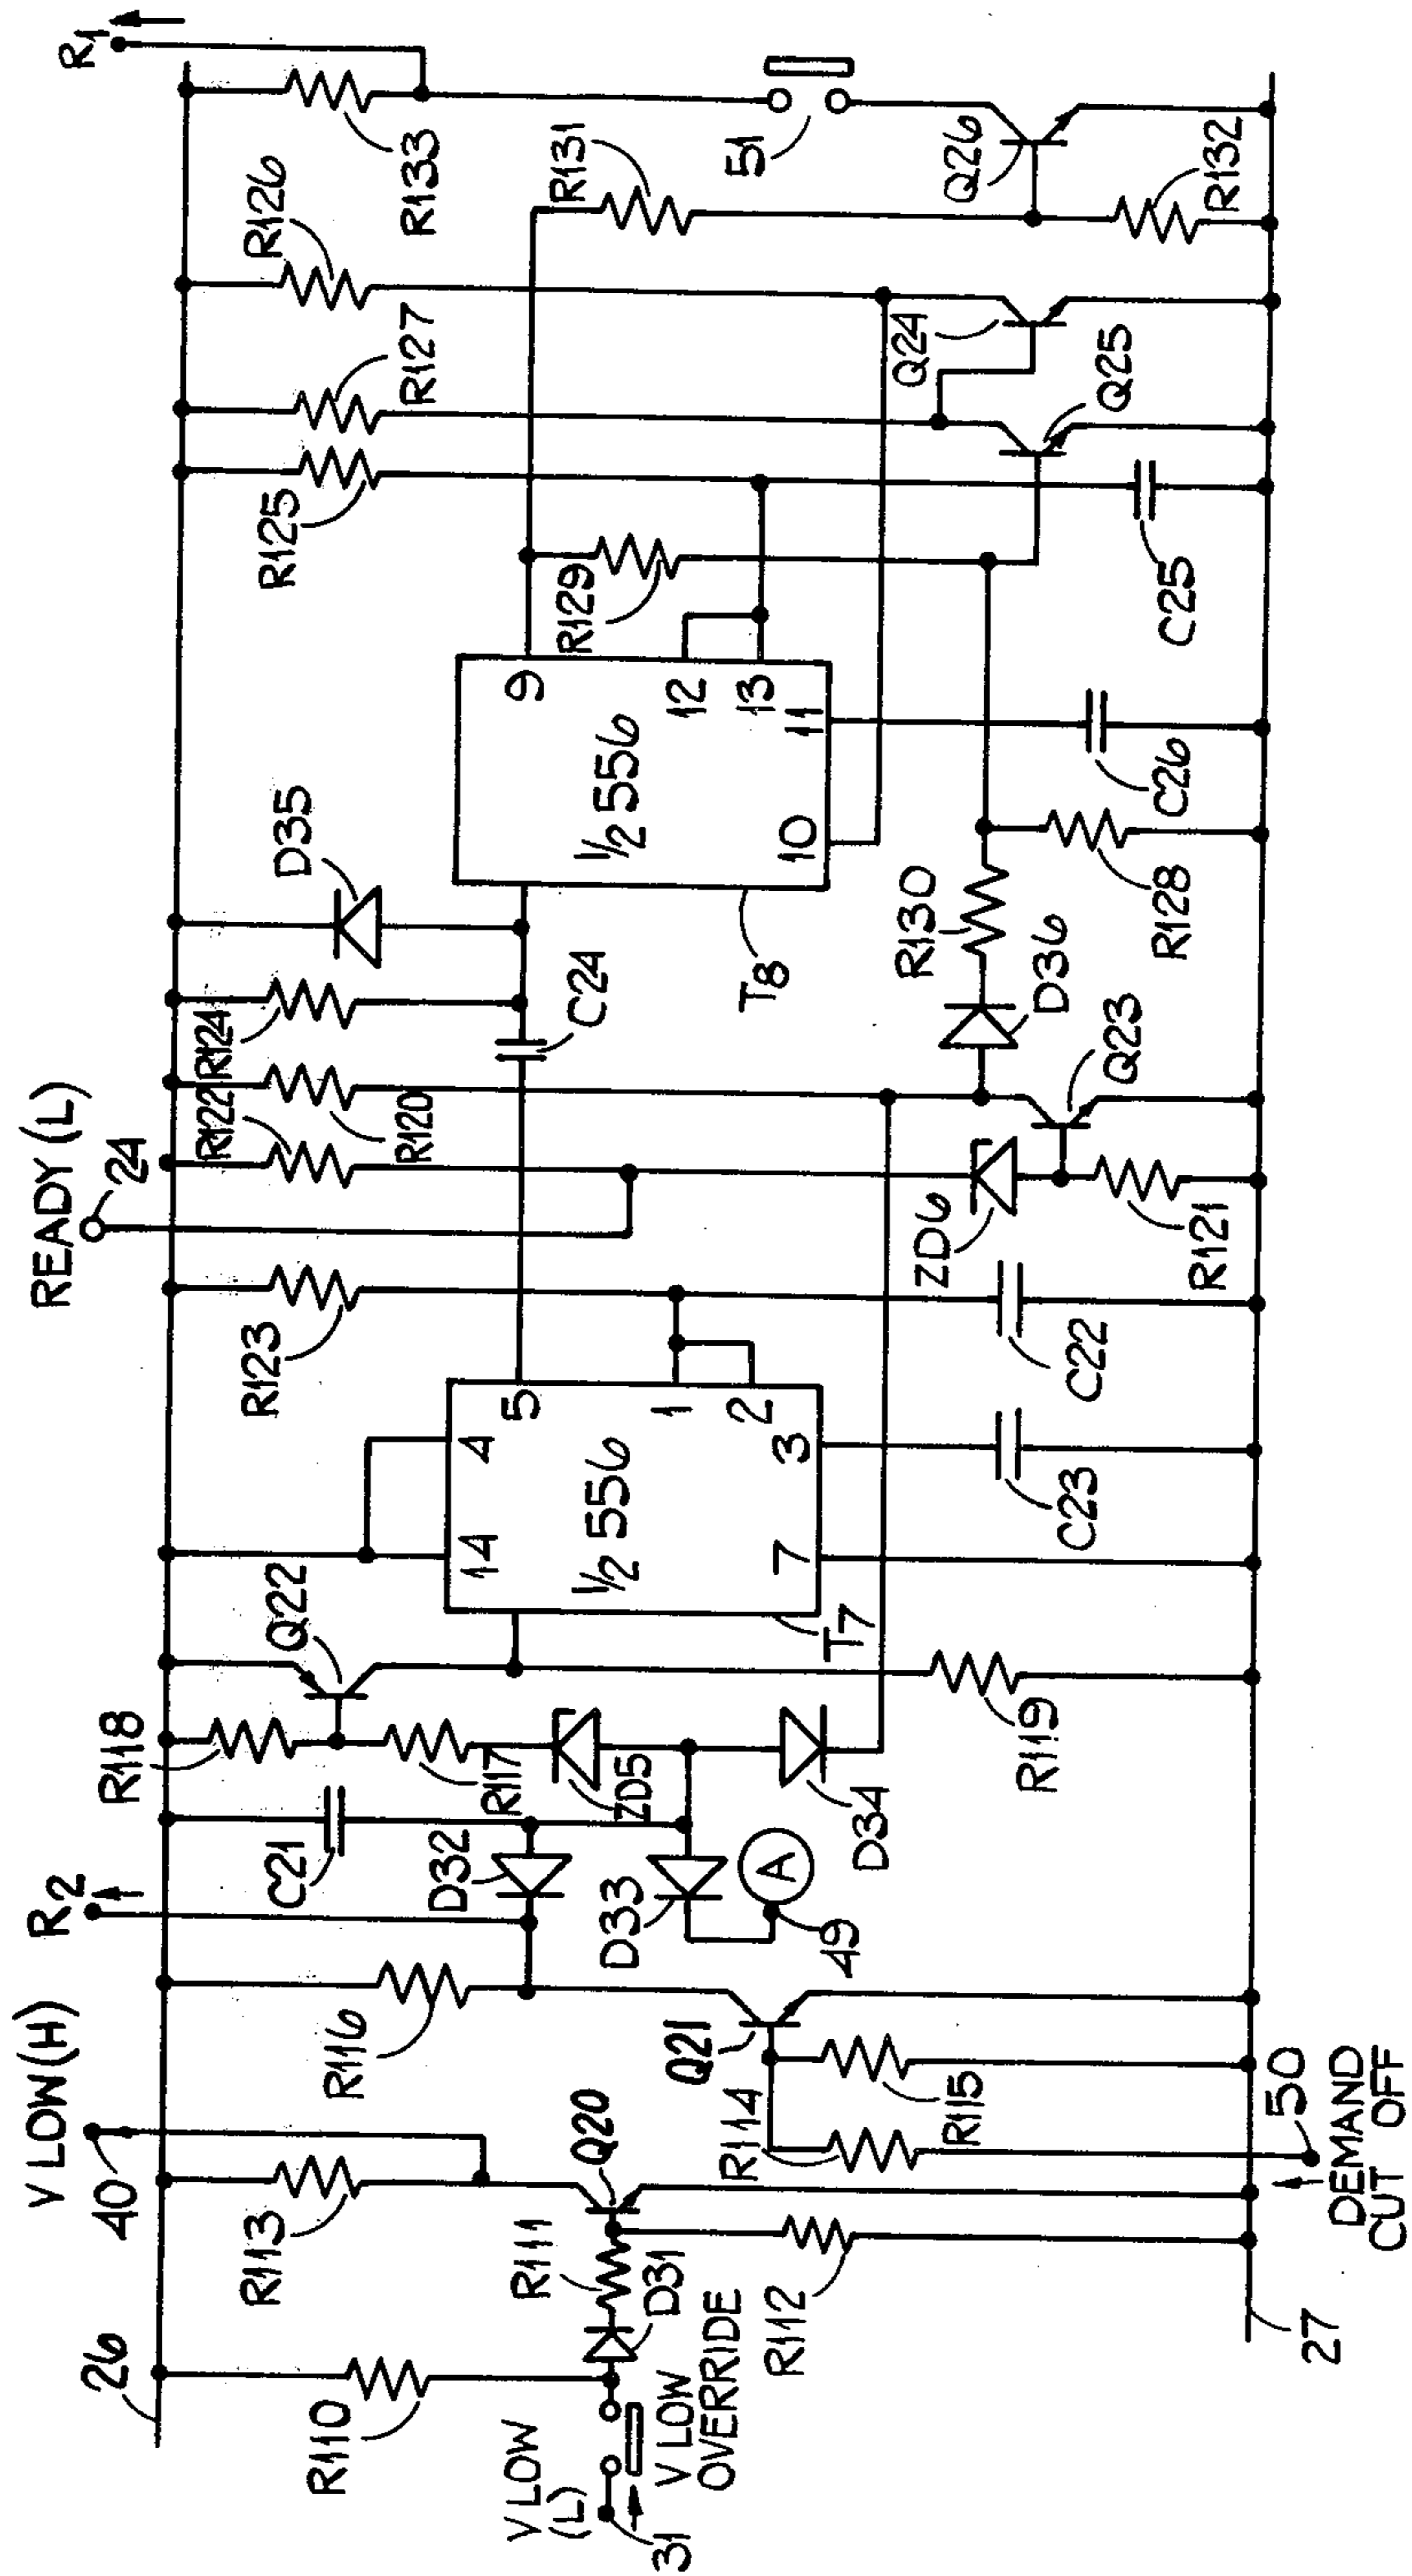 V LOW (H)
40
R2
READY (L)
24
R1
26
R110
R113
R116
C21
R118
Q22
R123
R122
R120
R124
D35
R125
R127
R126
R133
V LOW
(L)
31
V LOW
OVERRIDE
R111
D31
Q20
R112
R114
R115
Q21
D32
D33
A
49
R117
ZD5
D34
R119
14
4
5
1/2 556
1
2
3
7
T7
C23
C22
C24
ZD6
R121
Q23
D36
R130
R128
T8
1/2 556
9
12
13
11
10
C26
C25
R129
R131
Q24
Q25
51
Q26
R132
27
50
DEMAND
CUT OFF